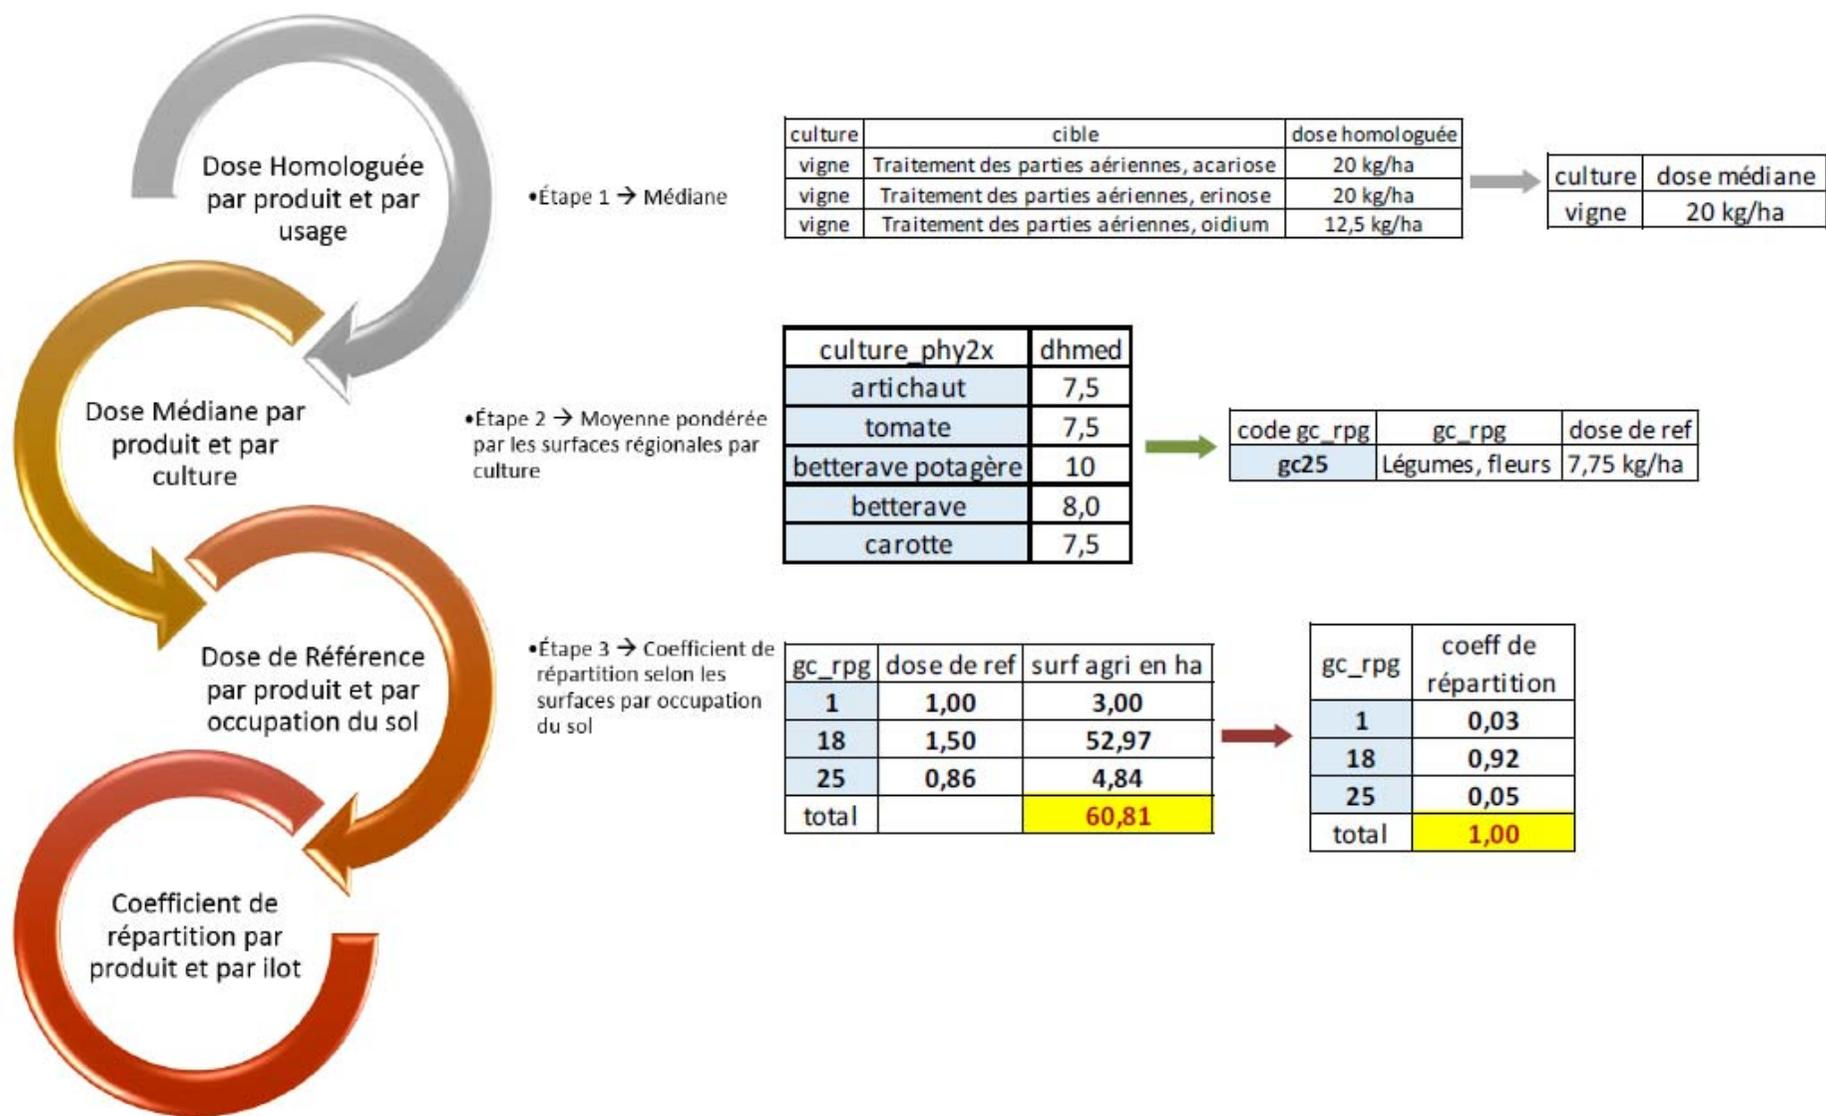 Dose Homologuée
par produit et par
usage
•Étape 1 → Médiane
culture cible dose homologuée
vigne Traitement des parties aériennes, acariose 20 kg/ha
vigne Traitement des parties aériennes, erinose 20 kg/ha
vigne Traitement des parties aériennes, oidium 12,5 kg/ha
culture dose médiane
vigne 20 kg/ha
Dose Médiane par
produit et par
culture
•Étape 2 → Moyenne pondérée
par les surfaces régionales par
culture
culture_phy2x dhmed
artichaut 7,5
tomate 7,5
betterave potagère 10
betterave 8,0
carotte 7,5
code gc_rpg gc_rpg dose de ref
gc25 Légumes, fleurs 7,75 kg/ha
Dose de Référence
par produit et par
occupation du sol
•Étape 3 → Coefficient de
répartition selon les
surfaces par occupation
du sol
gc_rpg dose de ref surf agri en ha
1 1,00 3,00
18 1,50 52,97
25 0,86 4,84
total 60,81
gc_rpg coeff de
répartition
1 0,03
18 0,92
25 0,05
total 1,00
Coefficient de
répartition par
produit et par ilot